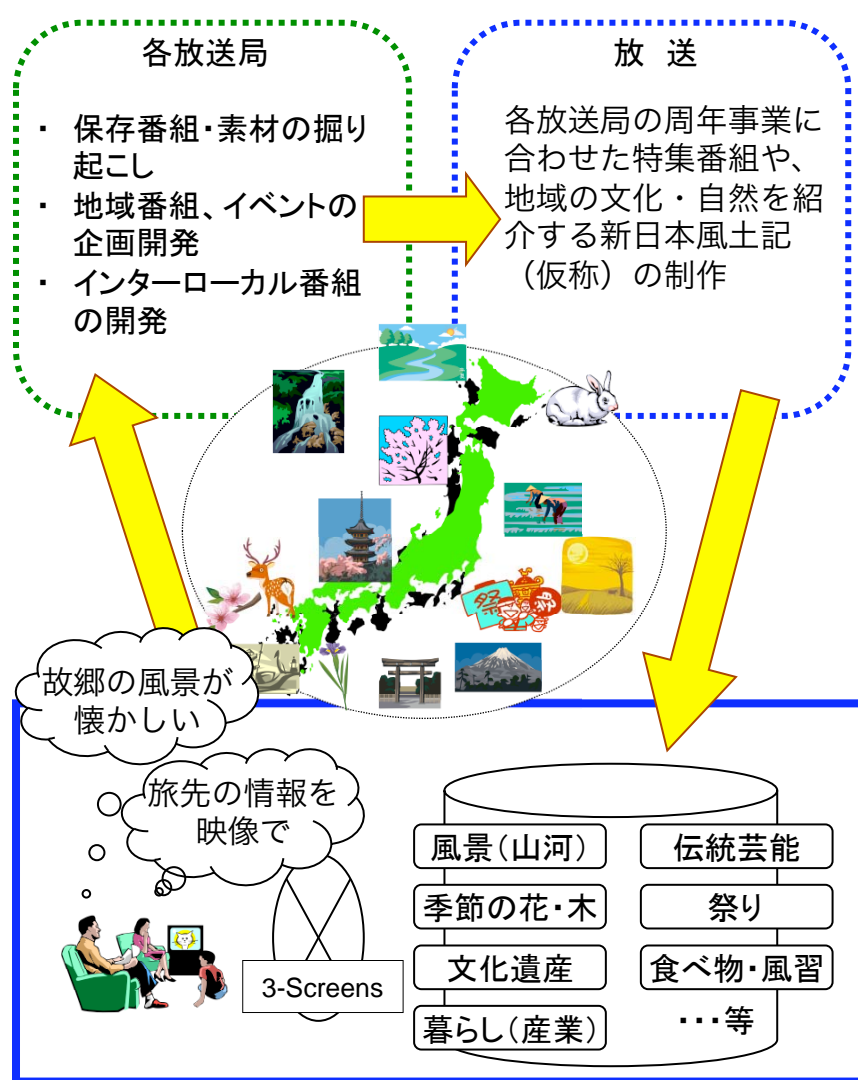 各放送局
・ 保存番組・素材の掘り
起こし
・ 地域番組、イベントの
企画開発
・ インターローカル番組
の開発
放 送
各放送局の周年事業に
合わせた特集番組や、
地域の文化・自然を紹
介する新日本風土記
（仮称）の制作
祭
故郷の風景が
懐かしい
旅先の情報を
映像で
3-Screens
風景（山河）
伝統芸能
季節の花・木
祭り
文化遺産
食べ物・風習
暮らし（産業）
・・・等